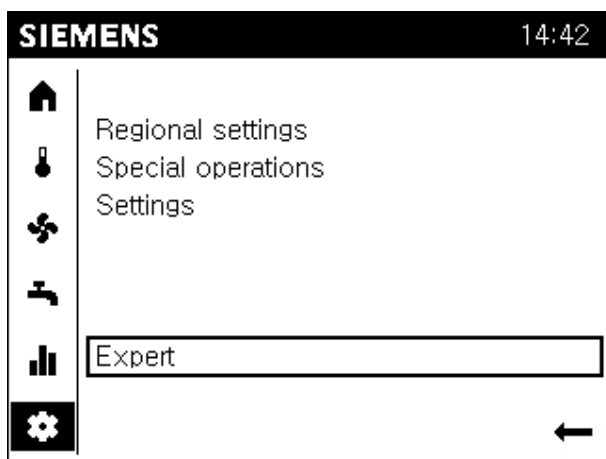 SIEMENS 14:42
Regional settings
Special operations
Settings
Expert